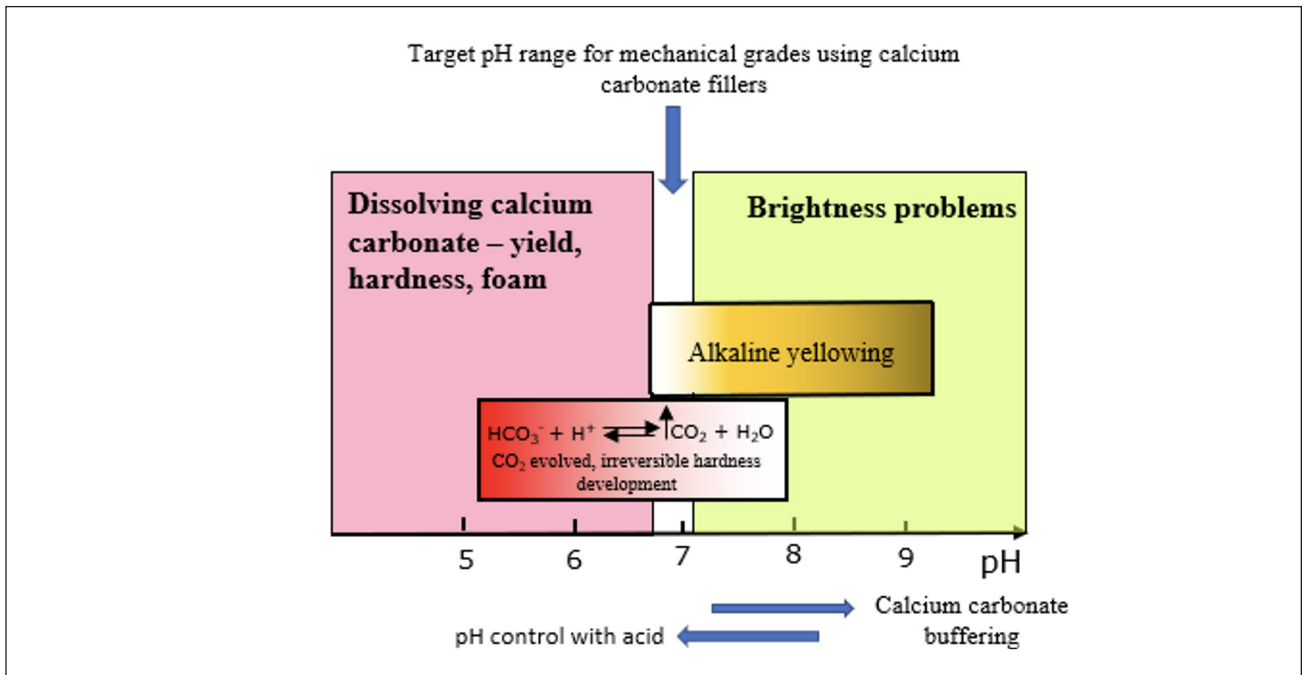 Target pH range for mechanical grades using calcium
carbonate fillers
Dissolving calcium
carbonate – yield,
hardness, foam
Brightness problems
Alkaline yellowing
HCO₃⁻ + H⁺ ⇌ ↑CO₂ + H₂O
CO₂ evolved, irreversible hardness
development
5 6 7 8 9 pH
Calcium carbonate
buffering
pH control with acid